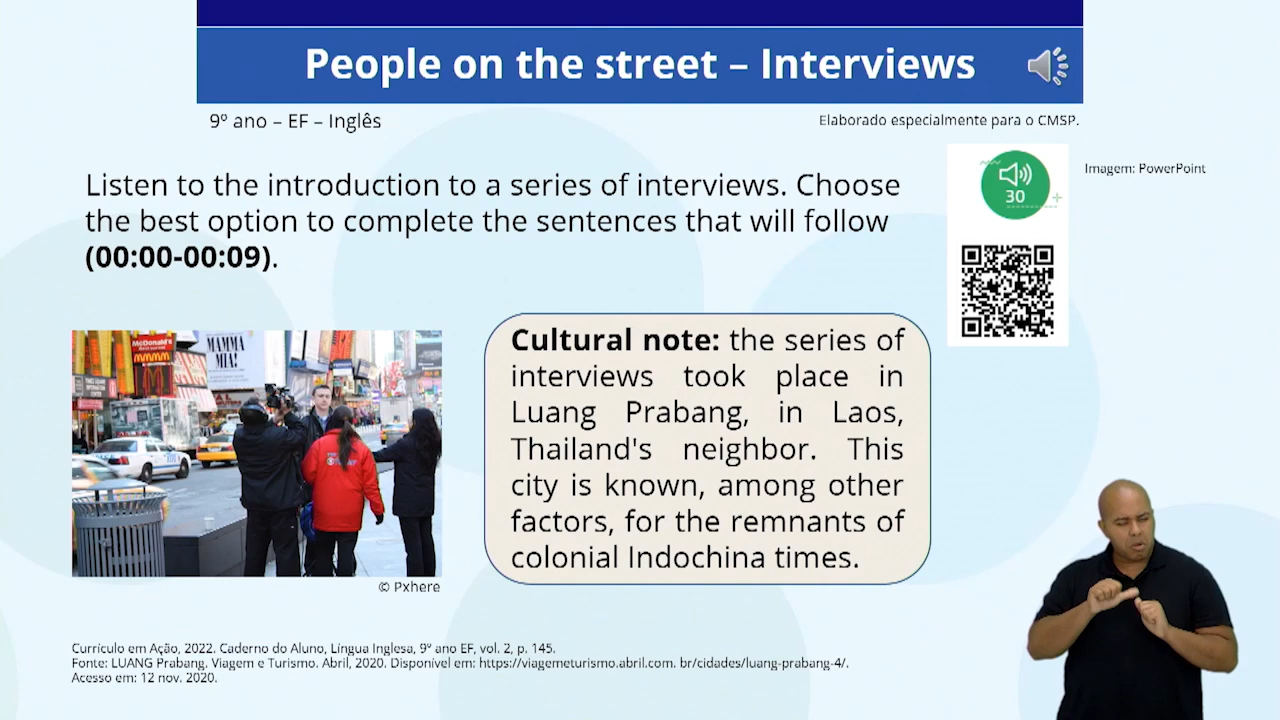 People on the street – Interviews
9º ano – EF – Inglês
Elaborado especialmente para o CMSP.
Listen to the introduction to a series of interviews. Choose
the best option to complete the sentences that will follow
(00:00-00:09).
30
Imagem: PowerPoint
McDonald's
MAMMA
MIA!
© Pxhere
Cultural note: the series of
interviews took place in
Luang Prabang, in Laos,
Thailand's neighbor. This
city is known, among other
factors, for the remnants of
colonial Indochina times.
Currículo em Ação, 2022. Caderno do Aluno, Língua Inglesa, 9º ano EF, vol. 2, p. 145.
Fonte: LUANG Prabang. Viagem e Turismo. Abril, 2020. Disponível em: https://viagemeturismo.abril.com. br/cidades/luang-prabang-4/.
Acesso em: 12 nov. 2020.